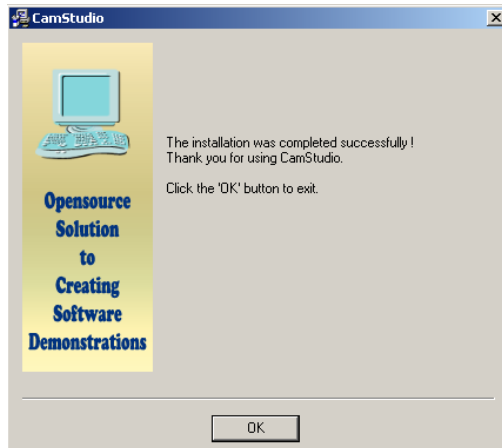 CamStudio
The installation was completed successfully !
Thank you for using CamStudio.
Click the 'OK' button to exit.
Opensource
Solution
to
Creating
Software
Demonstrations
OK